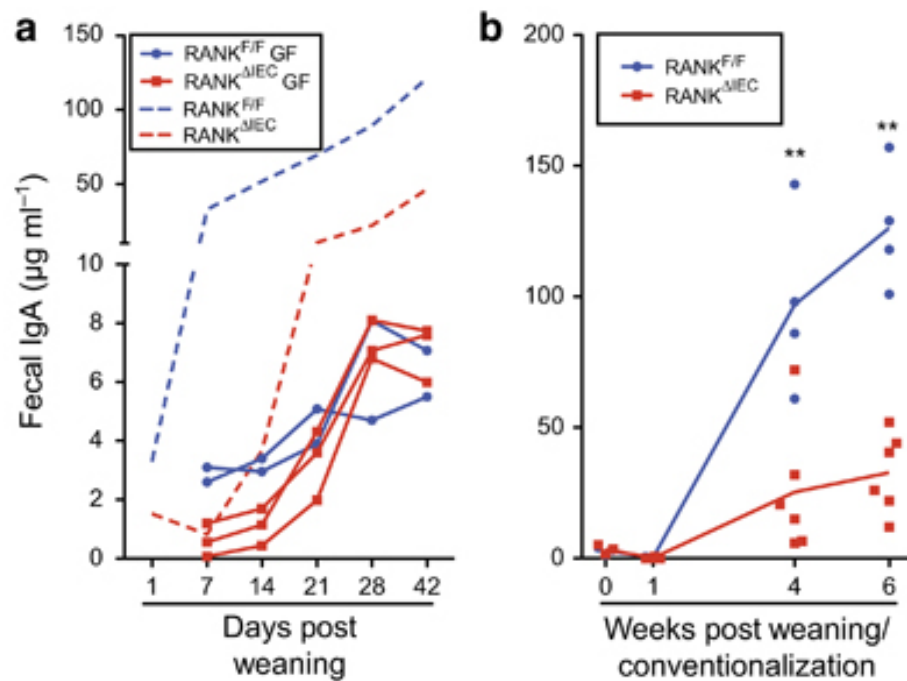 a
150
100
50
10
8
6
4
2
0
Fecal IgA (µg ml⁻¹)
RANK^F/F GF
RANK^ΔIEC GF
RANK^F/F
RANK^ΔIEC
1 7 14 21 28 42
Days post
weaning
b
200
150
100
50
0
RANK^F/F
RANK^ΔIEC
**
**
0 1 4 6
Weeks post weaning/
conventionalization